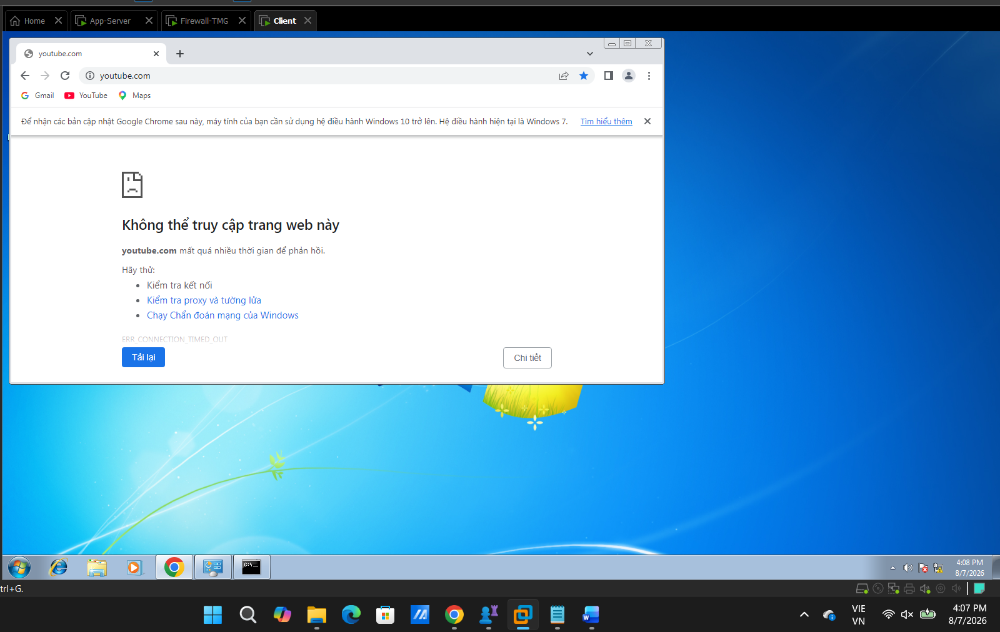 Home
App-Server
Firewall-TMG
Client
youtube.com
youtube.com
Gmail
YouTube
Maps
Để nhận các bản cập nhật Google Chrome sau này, máy tính của bạn cần sử dụng hệ điều hành Windows 10 trở lên. Hệ điều hành hiện tại là Windows 7.
Tìm hiểu thêm
Không thể truy cập trang web này
youtube.com mất quá nhiều thời gian để phản hồi.
Hãy thử:
Kiểm tra kết nối
Kiểm tra proxy và tường lửa
Chạy Chẩn đoán mạng của Windows
ERR_CONNECTION_TIMED_OUT
Tải lại
Chi tiết
C:\
4:08 PM
8/7/2026
trl+G.
W
VIE
VN
4:07 PM
8/7/2026